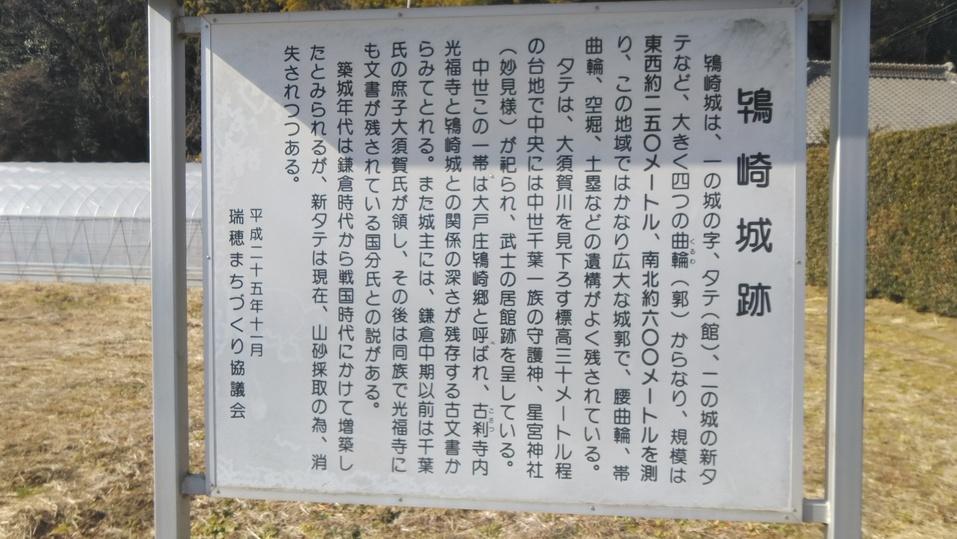 鴇崎城跡
鴇崎城は、一の城の字、タテ（館）、二の城の新タ
テなど、大きく四つの曲輪（郭）からなり、規模は
くるわ
東西約二五〇メートル、南北約六〇〇メートルを測
り、この地域ではかなり広大な城郭で、腰曲輪、帯
曲輪、空堀、土塁などの遺構がよく残されている。
タテは、大須賀川を見下ろす標高三十メートル程
の台地で中央には中世千葉一族の守護神、星宮神社
（妙見様）が祀られ、武士の居館跡を呈している。
中世この一帯は大戸庄鴇崎郷と呼ばれ、古刹寺内
こさつ
光福寺と鴇崎城との関係の深さが残存する古文書か
らみてとれる。また城主には、鎌倉中期以前は千葉
氏の庶子大須賀氏が領し、その後は同族で光福寺に
も文書が残されている国分氏との説がある。
築城年代は鎌倉時代から戦国時代にかけて増築し
たとみられるが、新タテは現在、山砂採取の為、消
失されつつある。
平成二十五年十一月
瑞穂まちづくり協議会